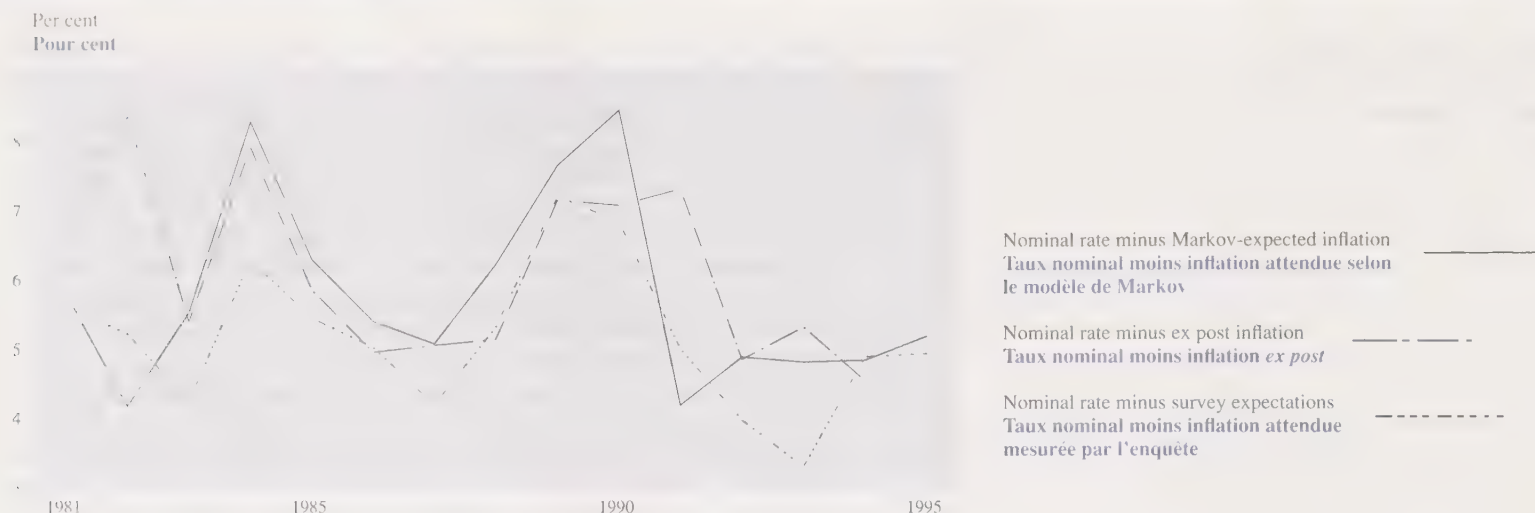 Per cent
Pour cent
8
7
6
5
4
1981 1985 1990 1995
Nominal rate minus Markov-expected inflation
Taux nominal moins inflation attendue selon
le modèle de Markov
Nominal rate minus ex post inflation
Taux nominal moins inflation ex post
Nominal rate minus survey expectations
Taux nominal moins inflation attendue
mesurée par l'enquête